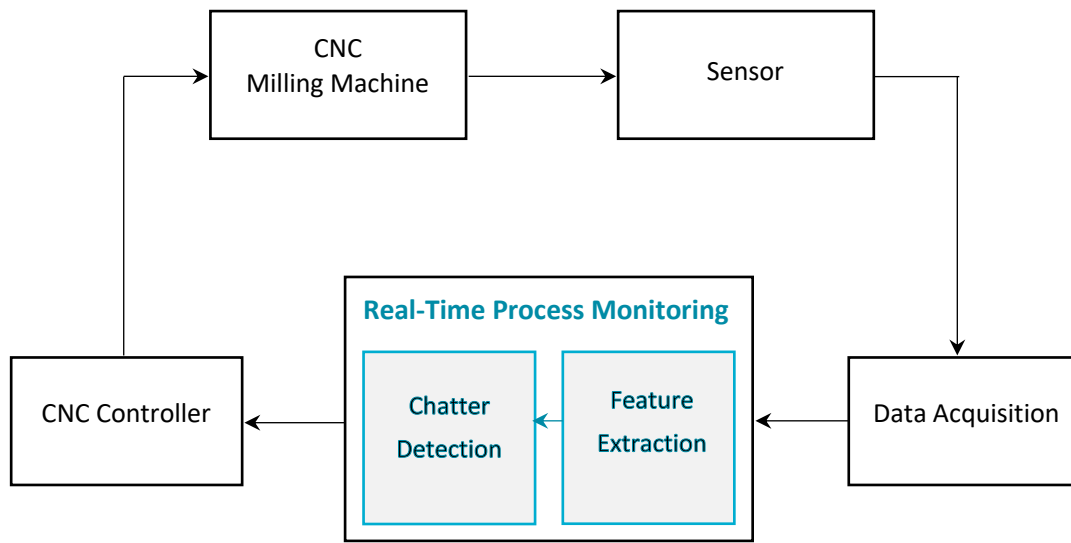 CNC
Milling Machine
Sensor
Real-Time Process Monitoring
CNC Controller
Chatter
Detection
Feature
Extraction
Data Acquisition